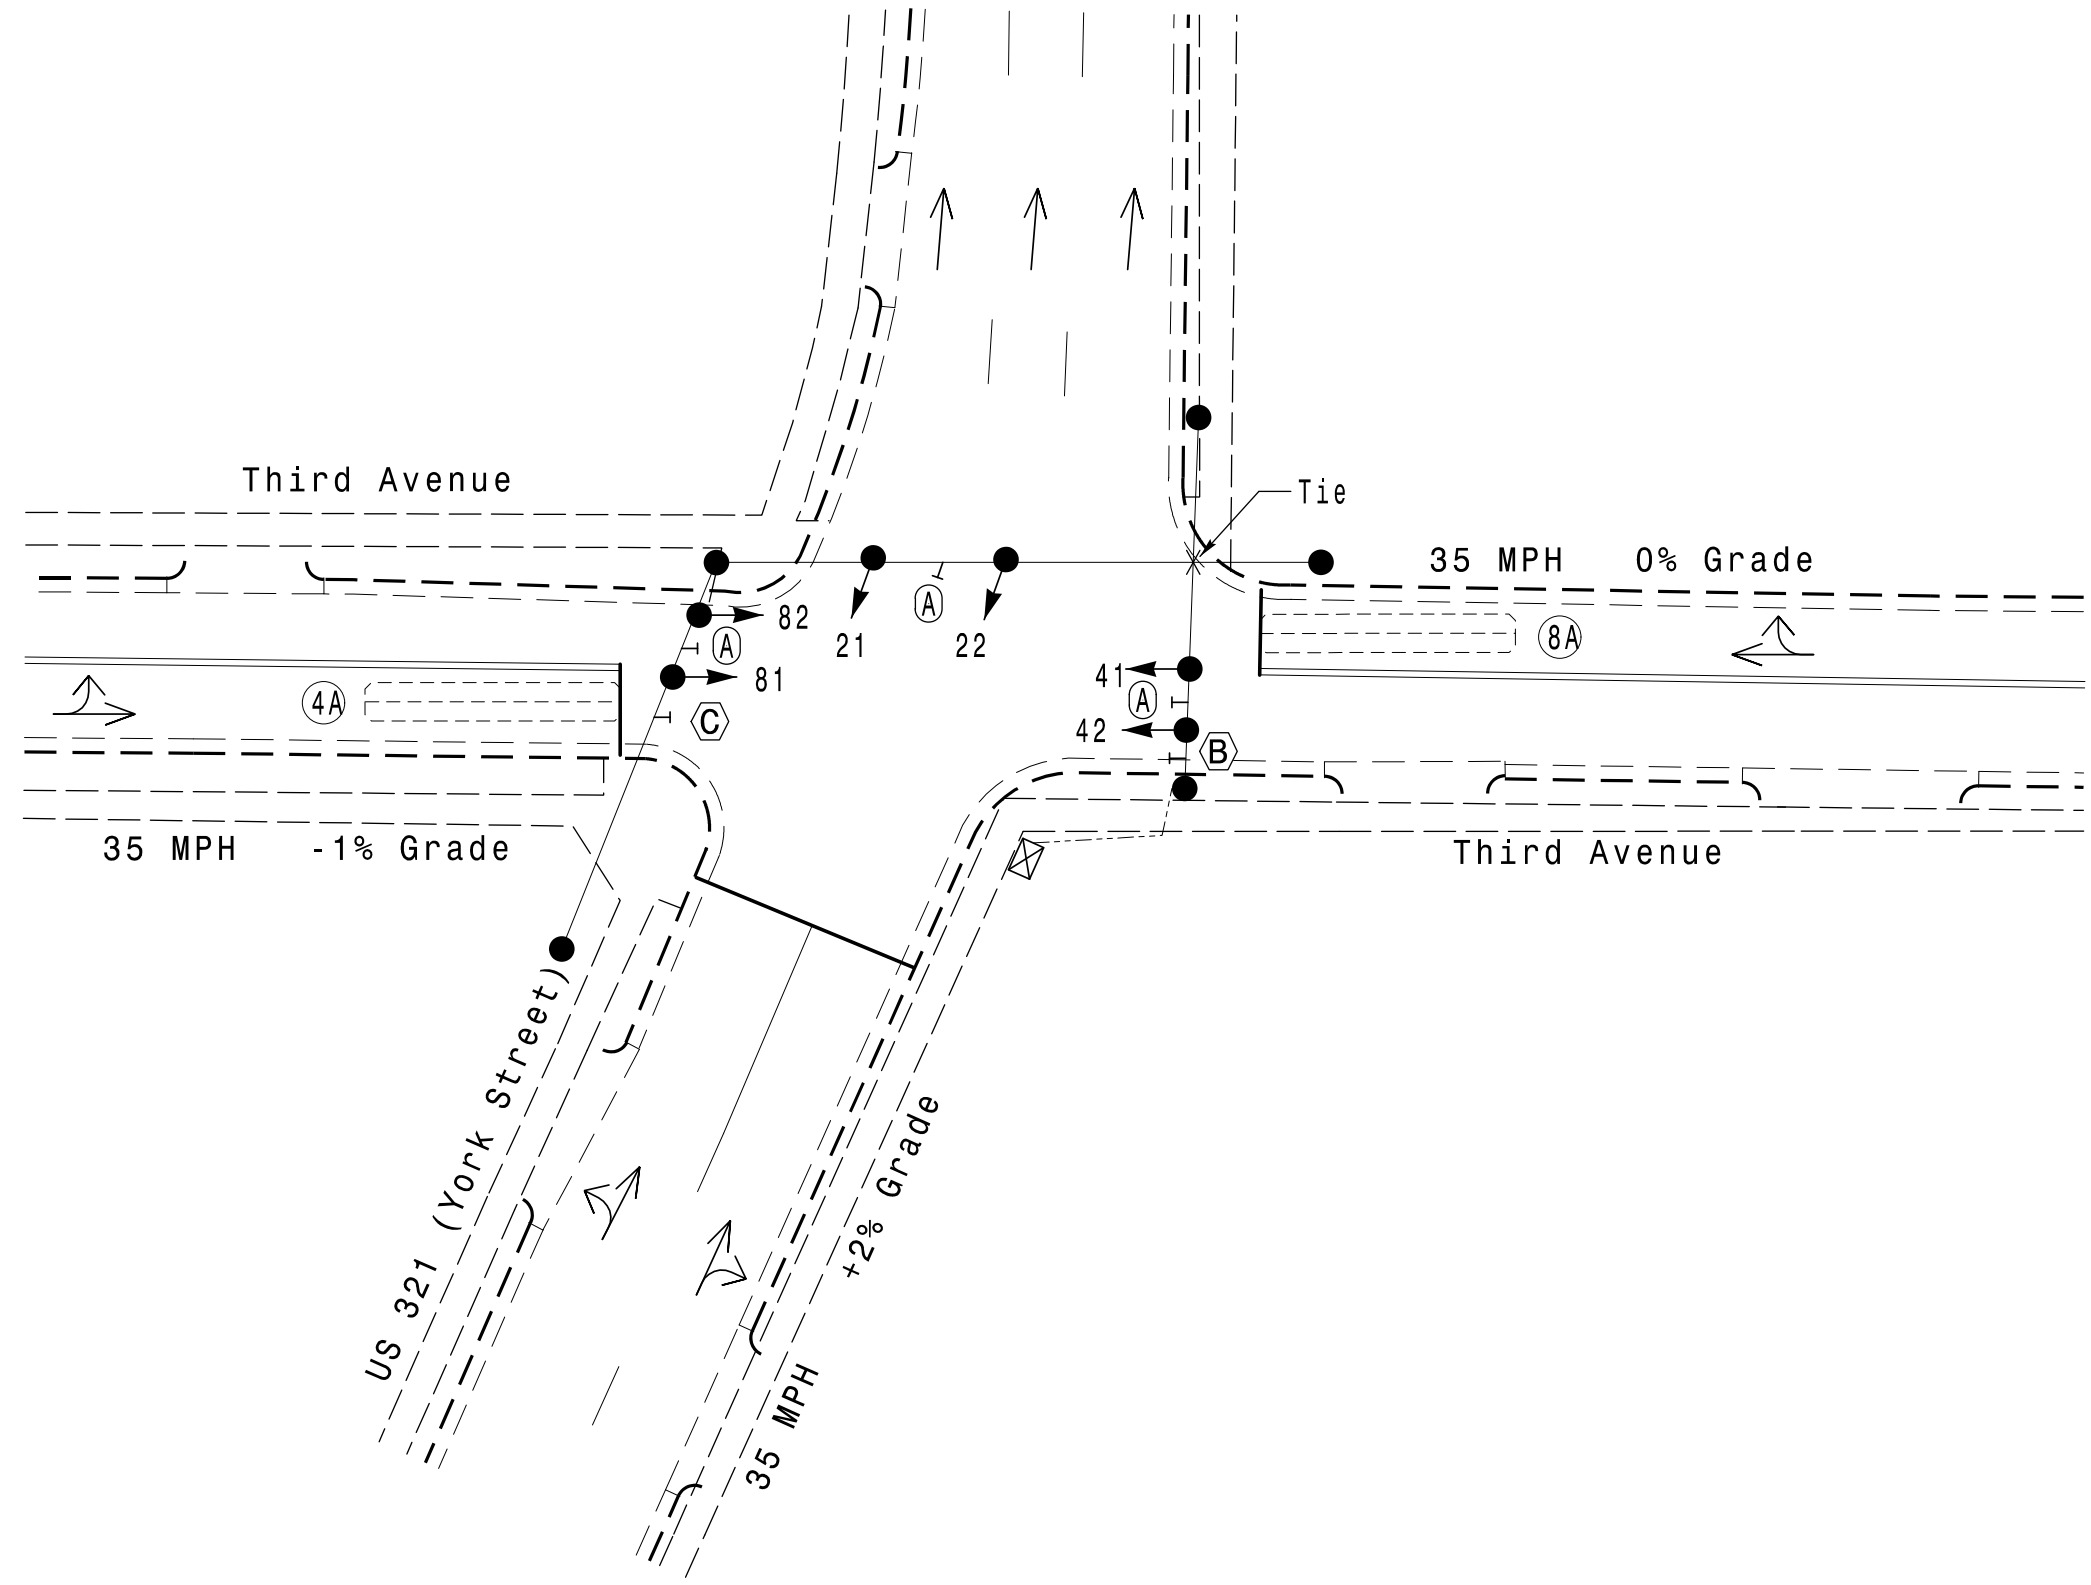 Third Avenue
Tie
35 MPH 0% Grade
82
A
A
21
22
8A
81
41
4A
A
C
42
B
35 MPH -1% Grade
Third Avenue
US 321 (York Street)
35 MPH +2% Grade